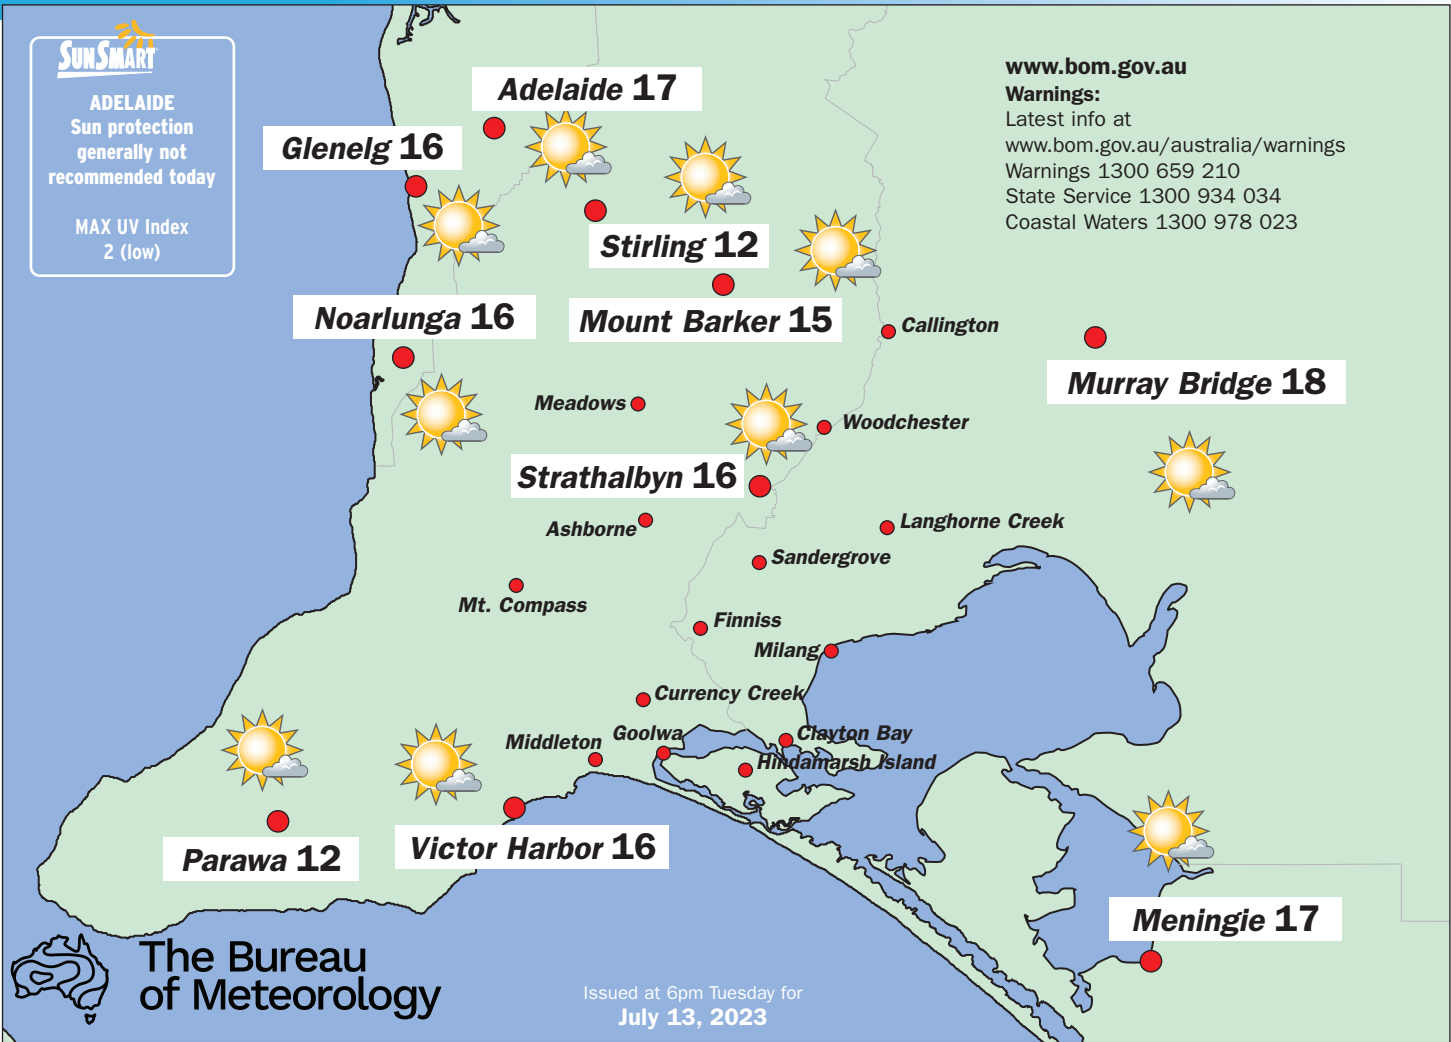 SUNSMART
ADELAIDE
Sun protection
generally not
recommended today
MAX UV Index
2 (low)
www.bom.gov.au
Warnings:
Latest info at
www.bom.gov.au/australia/warnings
Warnings 1300 659 210
State Service 1300 934 034
Coastal Waters 1300 978 023
Adelaide 17
Glenelg 16
Stirling 12
Noarlunga 16
Mount Barker 15
Callington
Murray Bridge 18
Meadows
Woodchester
Strathalbyn 16
Ashborne
Langhorne Creek
Sandergrove
Mt. Compass
Finniss
Milang
Currency Creek
Goolwa
Clayton Bay
Middleton
Hindamarsh Island
Victor Harbor 16
Parawa 12
Meningie 17
The Bureau
of Meteorology
Issued at 6pm Tuesday for
July 13, 2023